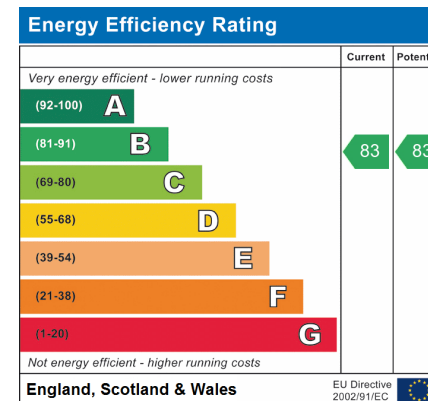 Energy Efficiency Rating
Current Potent
Very energy efficient - lower running costs
(92-100) A
(81-91) B 83 83
(69-80) C
(55-68) D
(39-54) E
(21-38) F
(1-20) G
Not energy efficient - higher running costs
England, Scotland & Wales
EU Directive
2002/91/EC